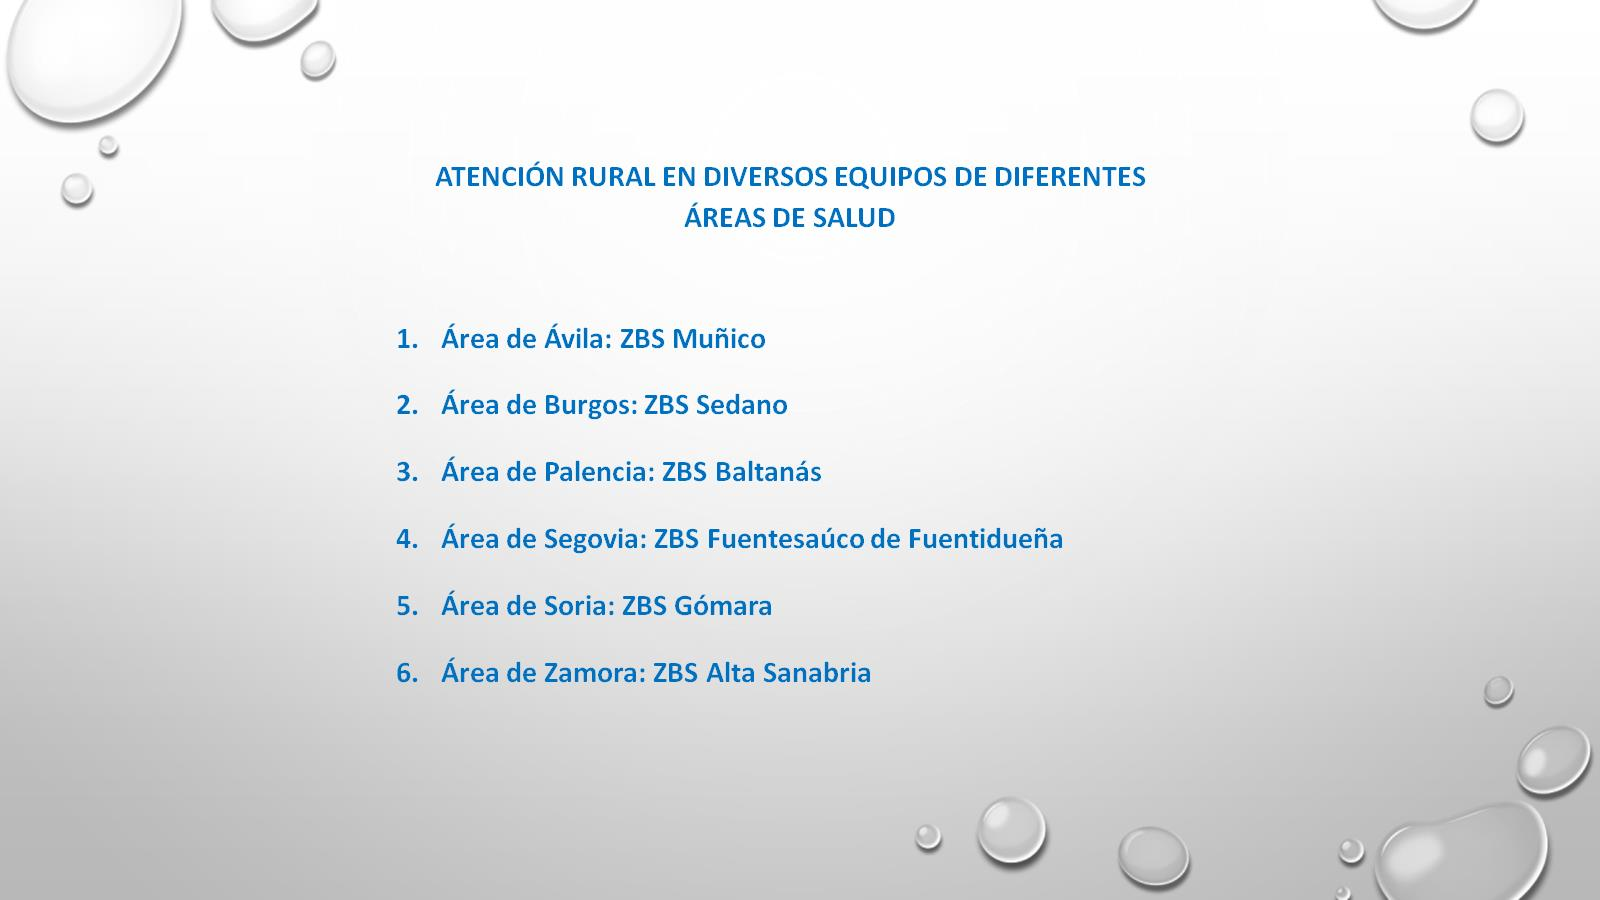 ATENCIÓN RURAL EN DIVERSOS EQUIPOS DE DIFERENTES
ÁREAS DE SALUD
1. Área de Ávila: ZBS Muñico
2. Área de Burgos: ZBS Sedano
3. Área de Palencia: ZBS Baltanás
4. Área de Segovia: ZBS Fuentesaúco de Fuentidueña
5. Área de Soria: ZBS Gómara
6. Área de Zamora: ZBS Alta Sanabria